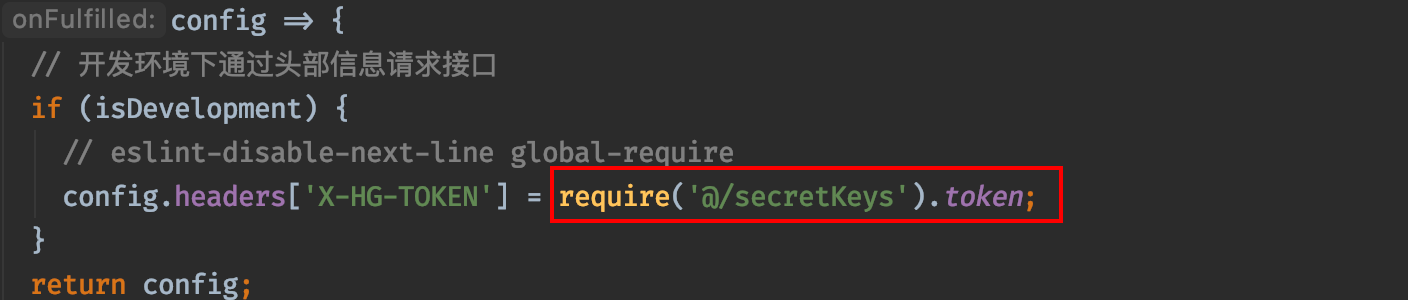 onFulfilled: config => {
// 开发环境下通过头部信息请求接口
if (isDevelopment) {
// eslint-disable-next-line global-require
config.headers['X-HG-TOKEN'] = require('@/secretKeys').token;
}
return config;